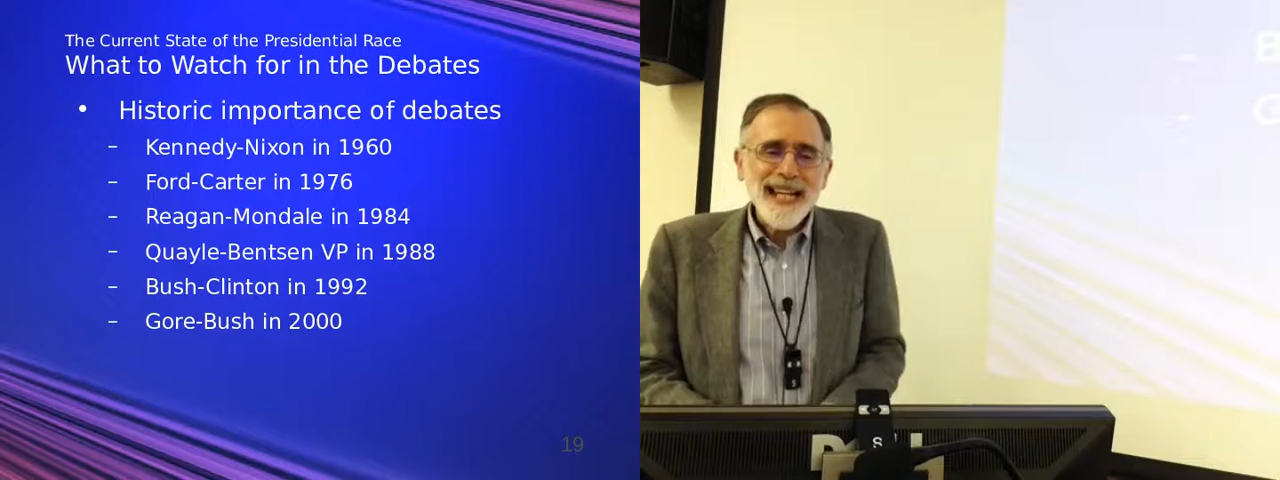 The Current State of the Presidential Race
What to Watch for in the Debates
• Historic importance of debates
– Kennedy-Nixon in 1960
– Ford-Carter in 1976
– Reagan-Mondale in 1984
– Quayle-Bentsen VP in 1988
– Bush-Clinton in 1992
– Gore-Bush in 2000
19
B
G
S